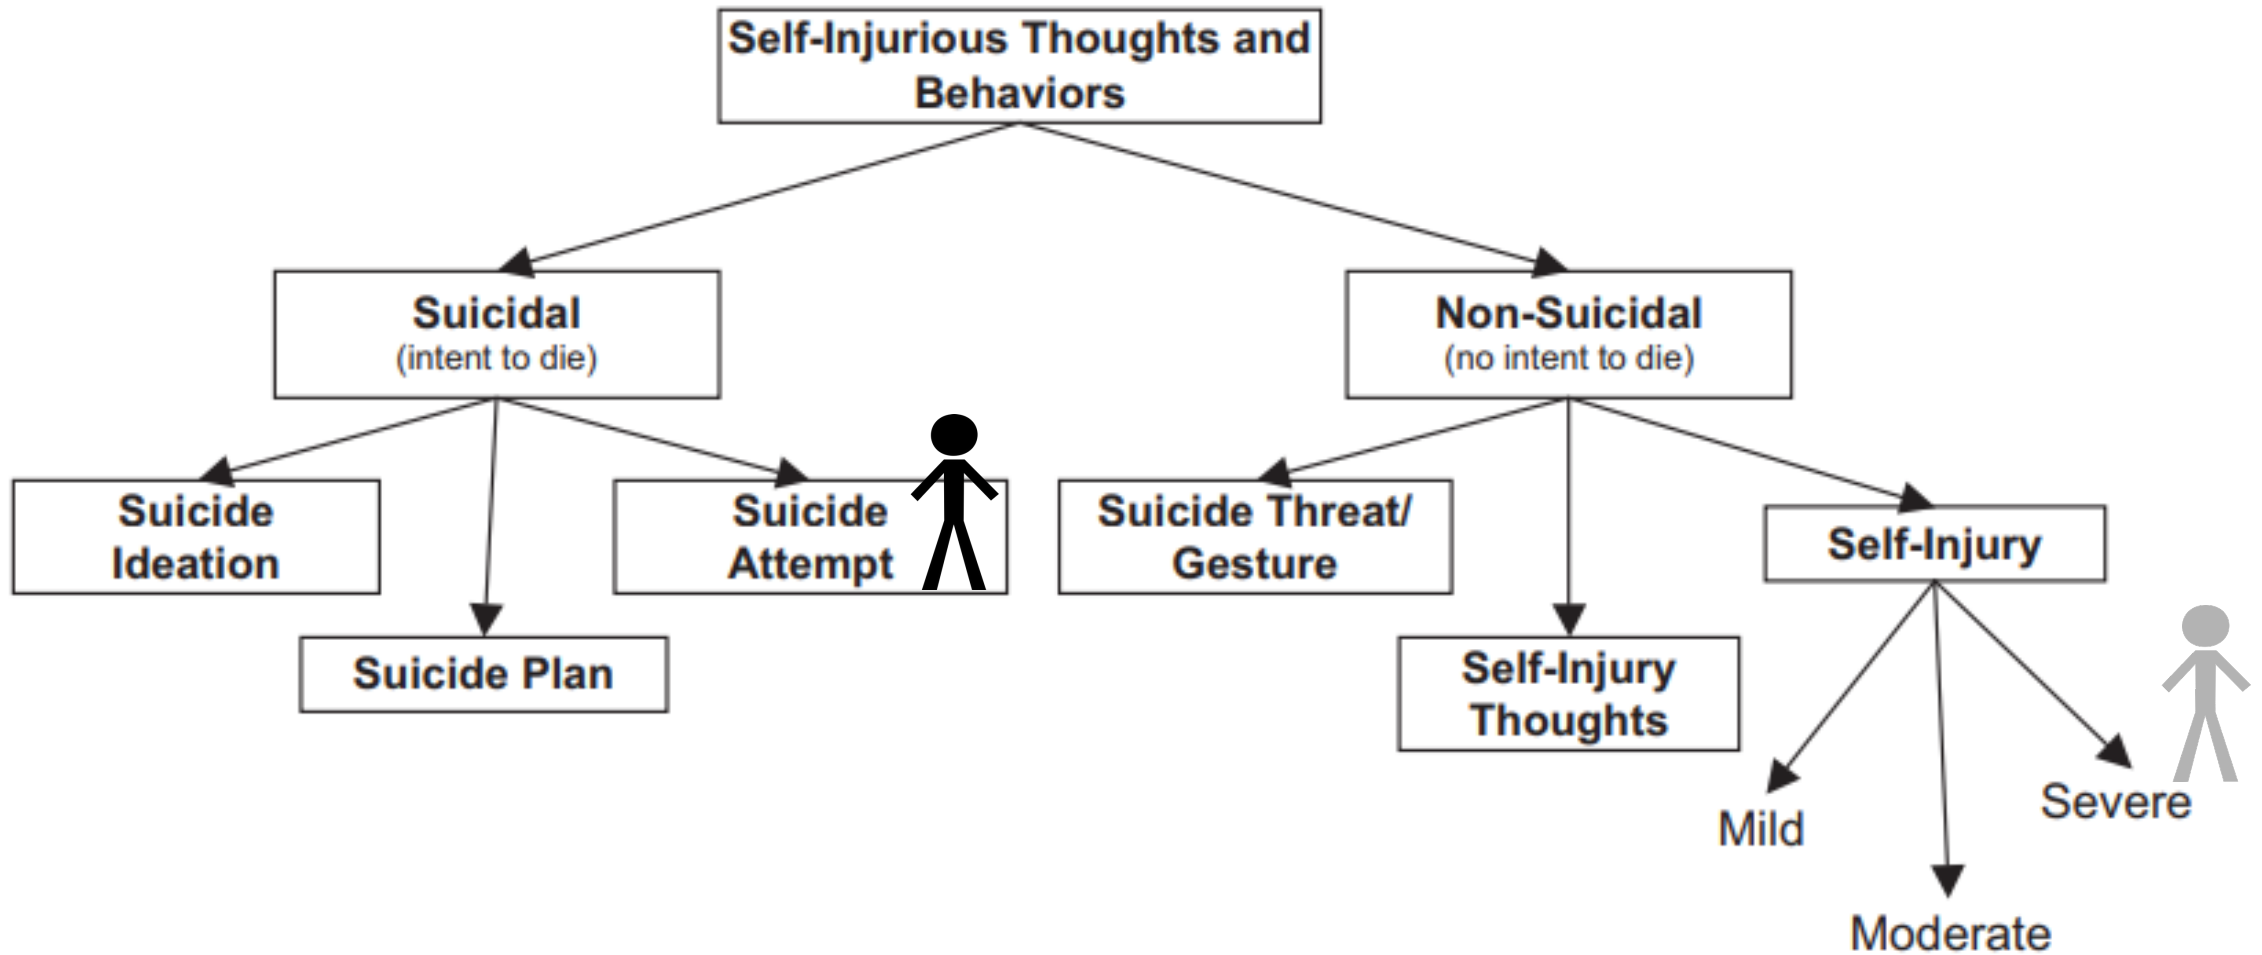 Self-Injurious Thoughts and
Behaviors
Suicidal
(intent to die)
Non-Suicidal
(no intent to die)
Suicide
Ideation
Suicide Plan
Suicide
Attempt
Suicide Threat/
Gesture
Self-Injury
Thoughts
Self-Injury
Mild
Moderate
Severe